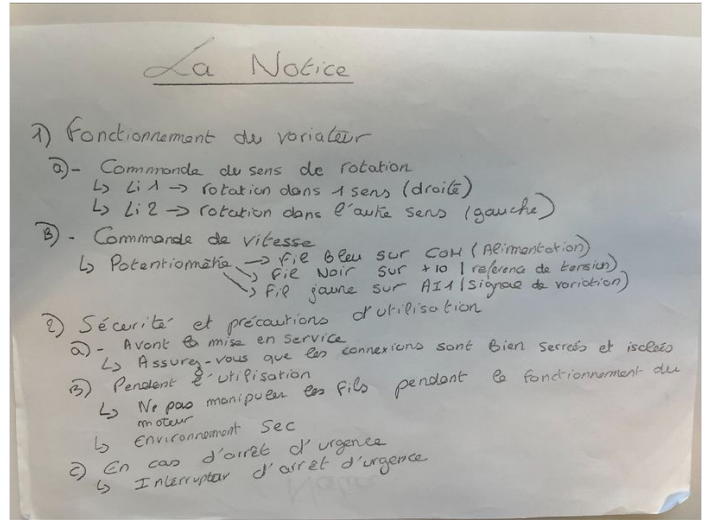 La Notice
1) Fonctionnement du variateur
a)- Commande du sens de rotation
↳ Li 1 → rotation dans 1 sens (droite)
↳ Li 2 → rotation dans l'autre sens (gauche)
B)- Commande de vitesse
↳ Potentiomètre → Fil Bleu sur COM (Alimentation)
↘ Fil Noir sur +10 (reference de tension)
↘ Fil jaune sur AI1 (signal de variation)
2) Sécurité et précautions d'utilisation
a)- Avant la mise en service
↳ Assurez-vous que les connexions sont bien serrées et isolées
B) Pendant l'utilisation
↳ Ne pas manipuler les fils pendant le fonctionnement du
moteur
↳ Environnement Sec
c) En cas d'arrêt d'urgence
↳ Interruptar d'arrêt d'urgence